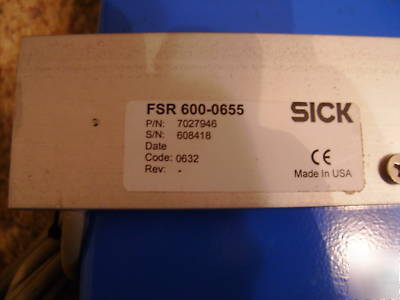 FSR 600-0655
SICK
P/N: 7027946
S/N: 608418
Date
Code: 0632
Rev: -
CE
Made In USA